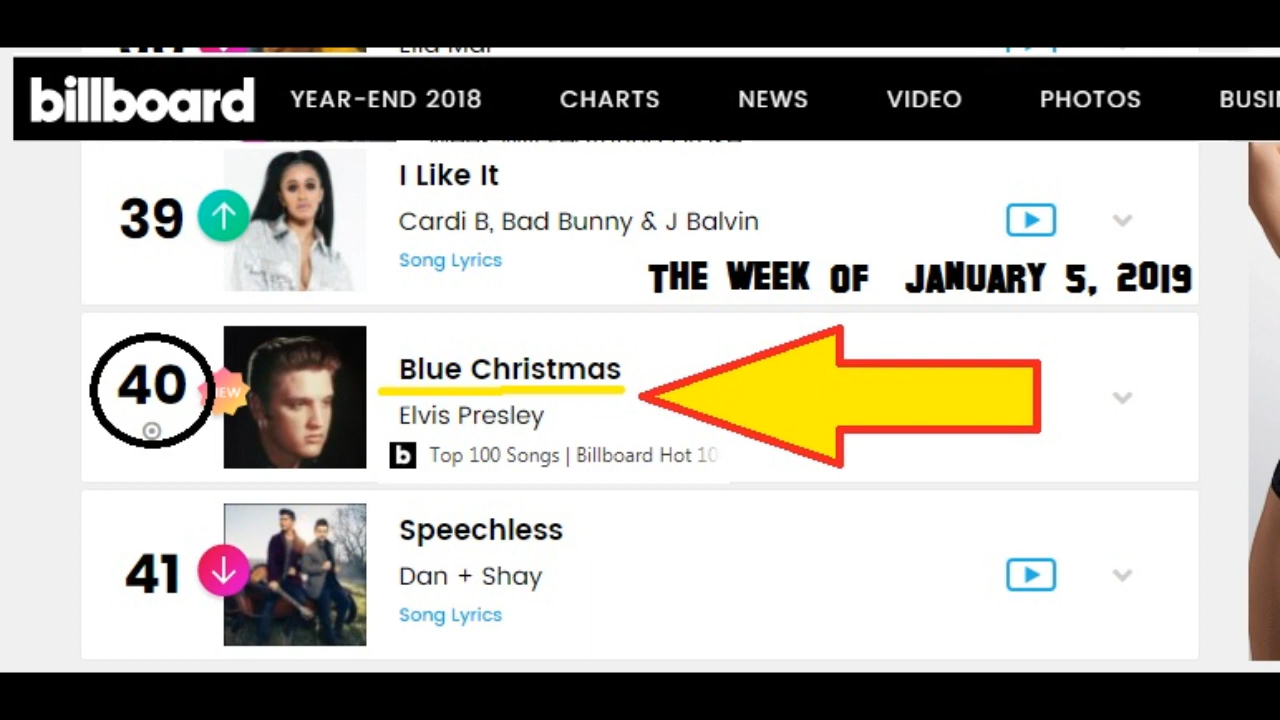 billboard YEAR-END 2018 CHARTS NEWS VIDEO PHOTOS
39
I Like It
Cardi B, Bad Bunny & J Balvin
Song Lyrics
THE WEEK OF JANUARY 5, 2019
40
Blue Christmas
Elvis Presley
b Top 100 Songs | Billboard Hot 10
41
Speechless
Dan + Shay
Song Lyrics